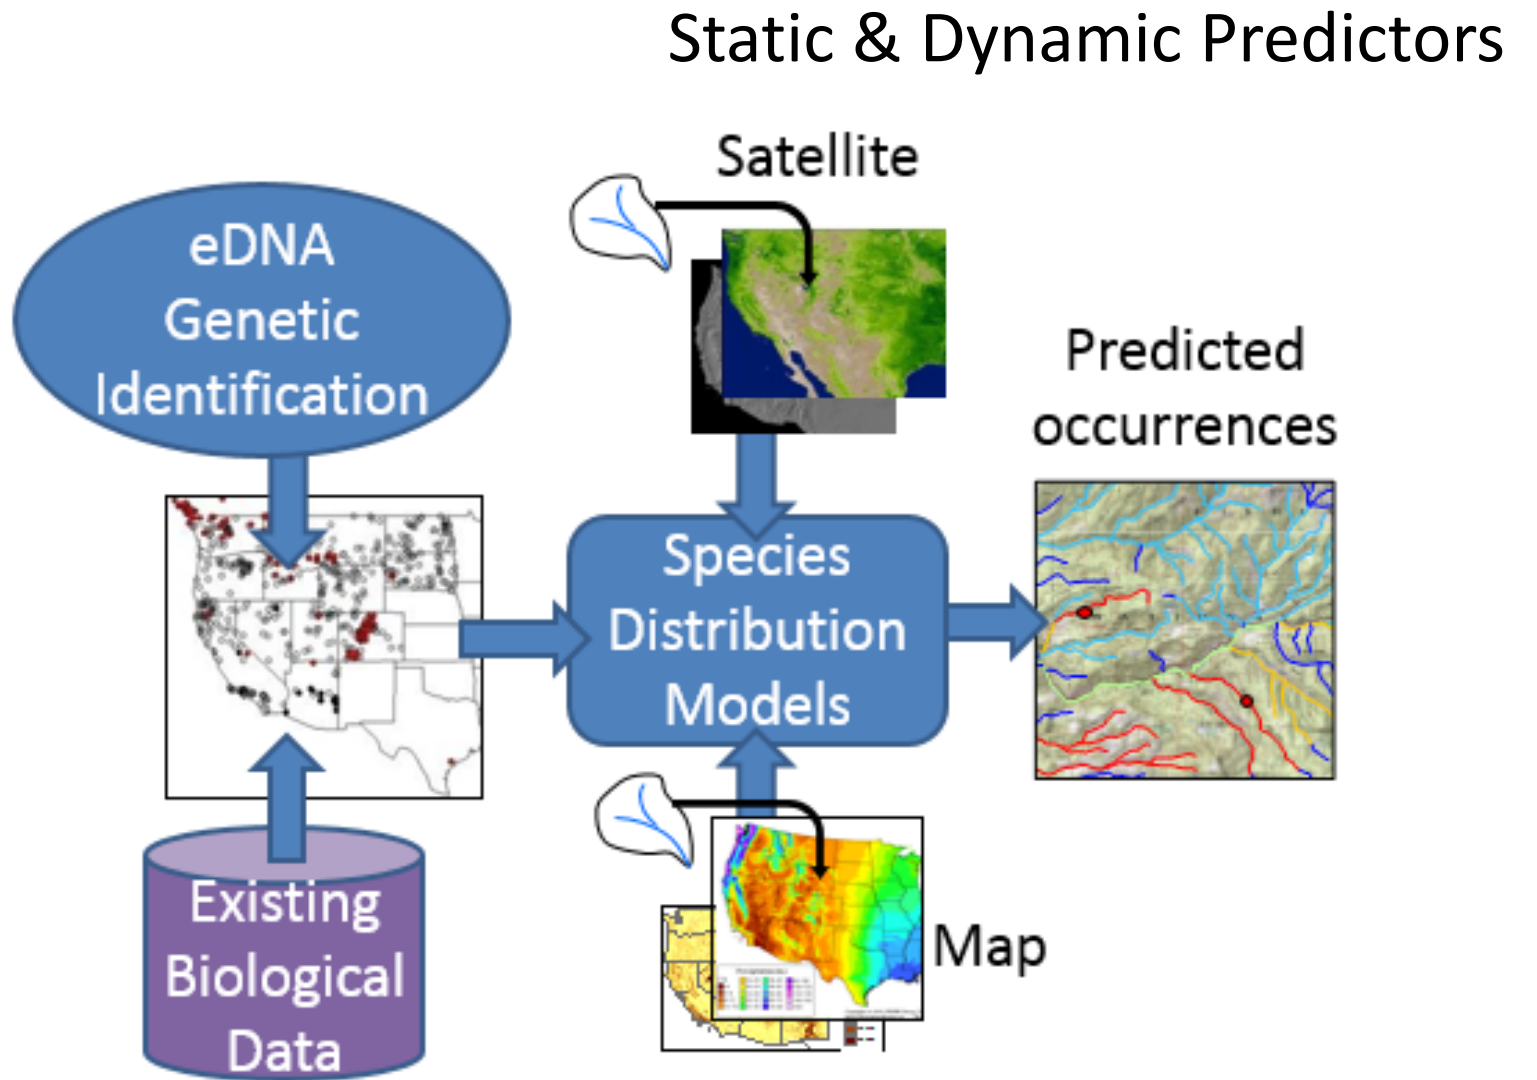 Static & Dynamic Predictors
Satellite
eDNA
Genetic
Identification
Predicted
occurrences
Species
Distribution
Models
Existing
Biological
Data
Map